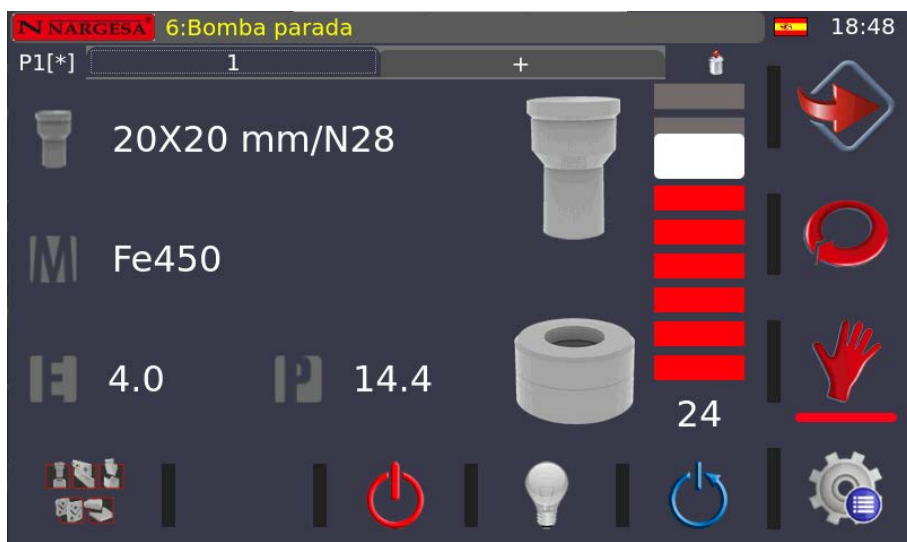 N NARGESA® 6:Bomba parada 18:48
P1[*] 1 +
20X20 mm/N28
M Fe450
E 4.0 P 14.4
24